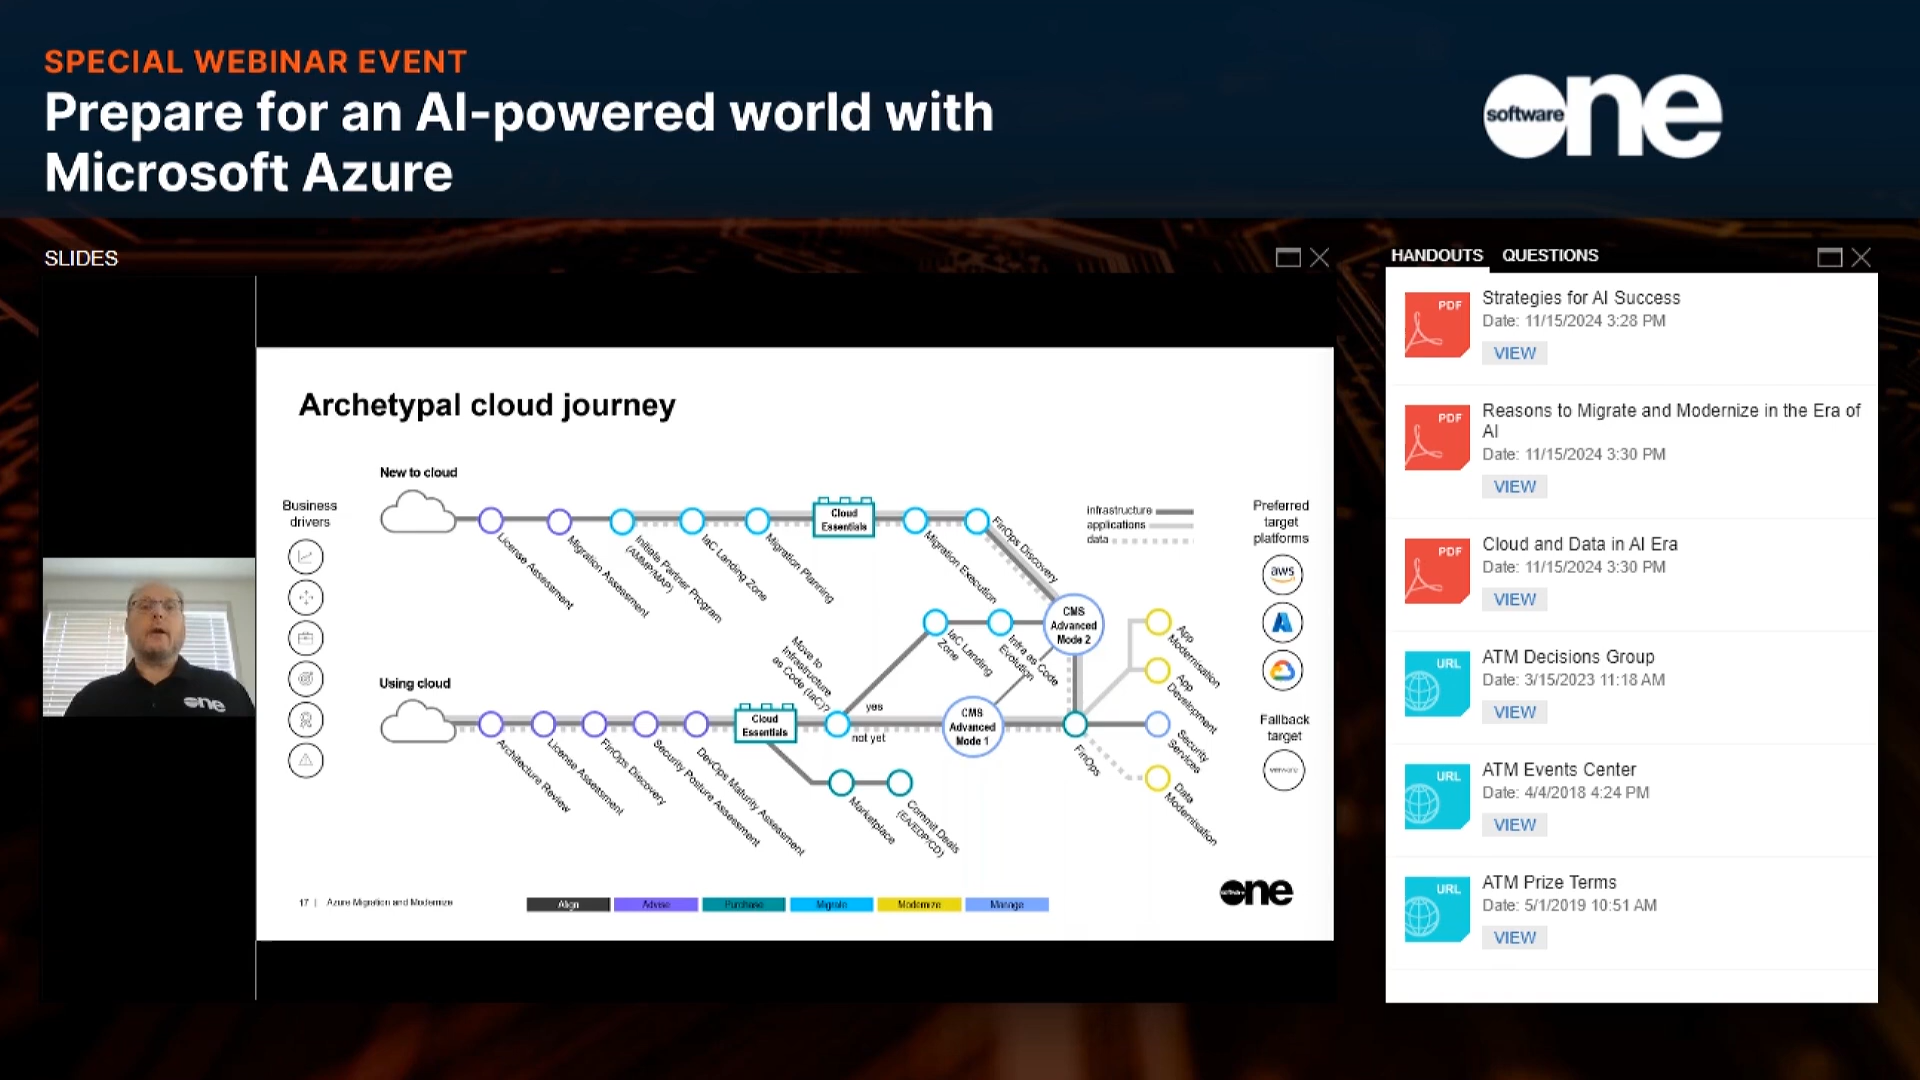 SPECIAL WEBINAR EVENT
Prepare for an AI-powered world with
Microsoft Azure
software one
SLIDES
HANDOUTS
QUESTIONS
Archetypal cloud journey
New to cloud
Business
drivers
License Assessment
Migration Assessment
Initiate Partner Program
(AMMP/MAP)
IaC Landing Zone
Migration Planning
Cloud
Essentials
Migration Execution
FinOps Discovery
infrastructure
applications
data
Preferred
target
platforms
aws
CMS
Advanced
Mode 2
IaC Landing
Zone
Infra as Code
Evolution
App
Modernisation
App
Development
Using cloud
Architecture Review
License Assessment
FinOps Discovery
Security Posture Assessment
DevOps Maturity Assessment
Cloud
Essentials
Move to
Infrastructure
as Code (IaC)?
yes
not yet
CMS
Advanced
Mode 1
FinOps
Security
Services
Data
Modernisation
Marketplace
Commit Deals
(EA/EDP/CD)
Fallback
target
vmware
17 | Azure Migration and Modernize
Align
Advise
Purchase
Migrate
Modernize
Manage
software one
one
PDF
Strategies for AI Success
Date: 11/15/2024 3:28 PM
VIEW
PDF
Reasons to Migrate and Modernize in the Era of
AI
Date: 11/15/2024 3:30 PM
VIEW
PDF
Cloud and Data in AI Era
Date: 11/15/2024 3:30 PM
VIEW
URL
ATM Decisions Group
Date: 3/15/2023 11:18 AM
VIEW
URL
ATM Events Center
Date: 4/4/2018 4:24 PM
VIEW
URL
ATM Prize Terms
Date: 5/1/2019 10:51 AM
VIEW